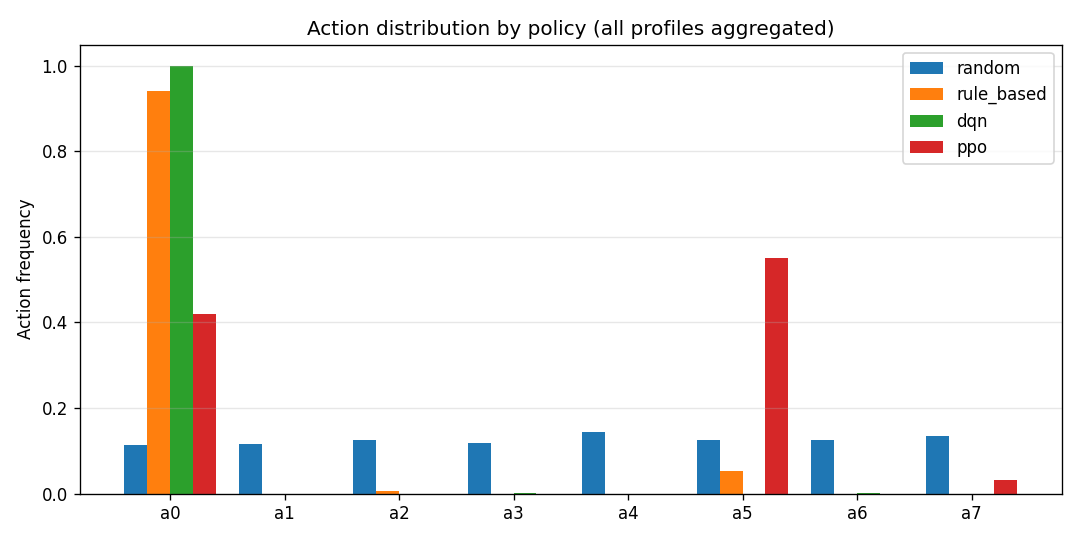 Action distribution by policy (all profiles aggregated)
random
rule_based
dqn
ppo
Action frequency
1.0
0.8
0.6
0.4
0.2
0.0
a0 a1 a2 a3 a4 a5 a6 a7